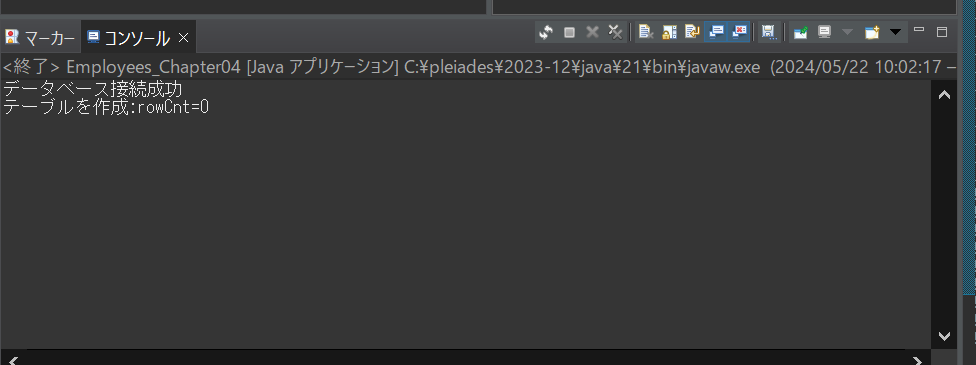 マーカー コンソール
<終了> Employees_Chapter04 [Java アプリケーション] C:¥pleiades¥2023-12¥java¥21¥bin¥javaw.exe (2024/05/22 10:02:17 –
データベース接続成功
テーブルを作成:rowCnt=0